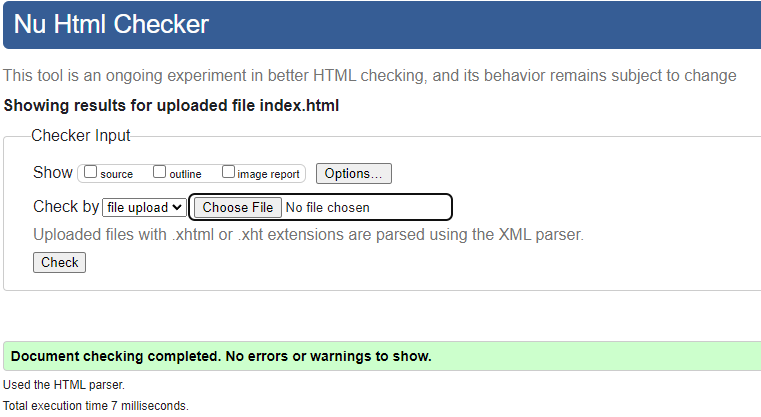 Nu Html Checker
This tool is an ongoing experiment in better HTML checking, and its behavior remains subject to change
Showing results for uploaded file index.html
Checker Input
Show source outline image report Options...
Check by file upload Choose File No file chosen
Uploaded files with .xhtml or .xht extensions are parsed using the XML parser.
Check
Document checking completed. No errors or warnings to show.
Used the HTML parser.
Total execution time 7 milliseconds.